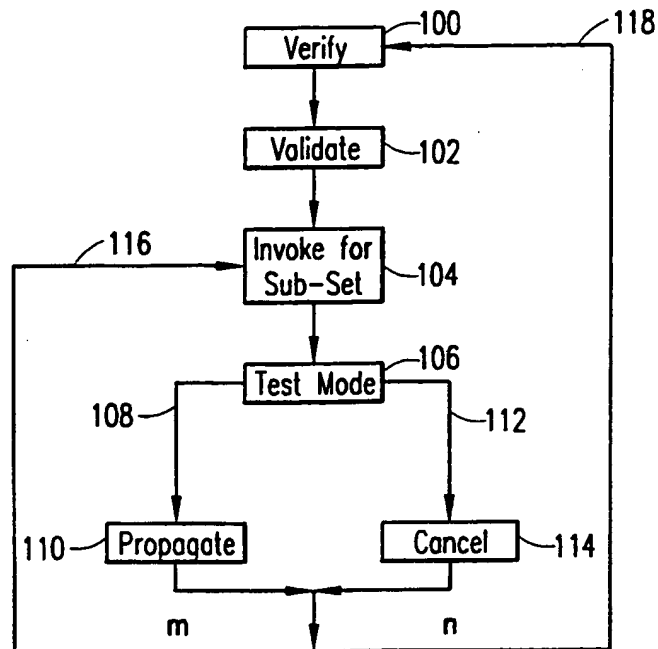 100
118
Verify
Validate
102
116
Invoke for
Sub-Set
104
106
Test Mode
108
112
110
Propagate
Cancel
114
m
n